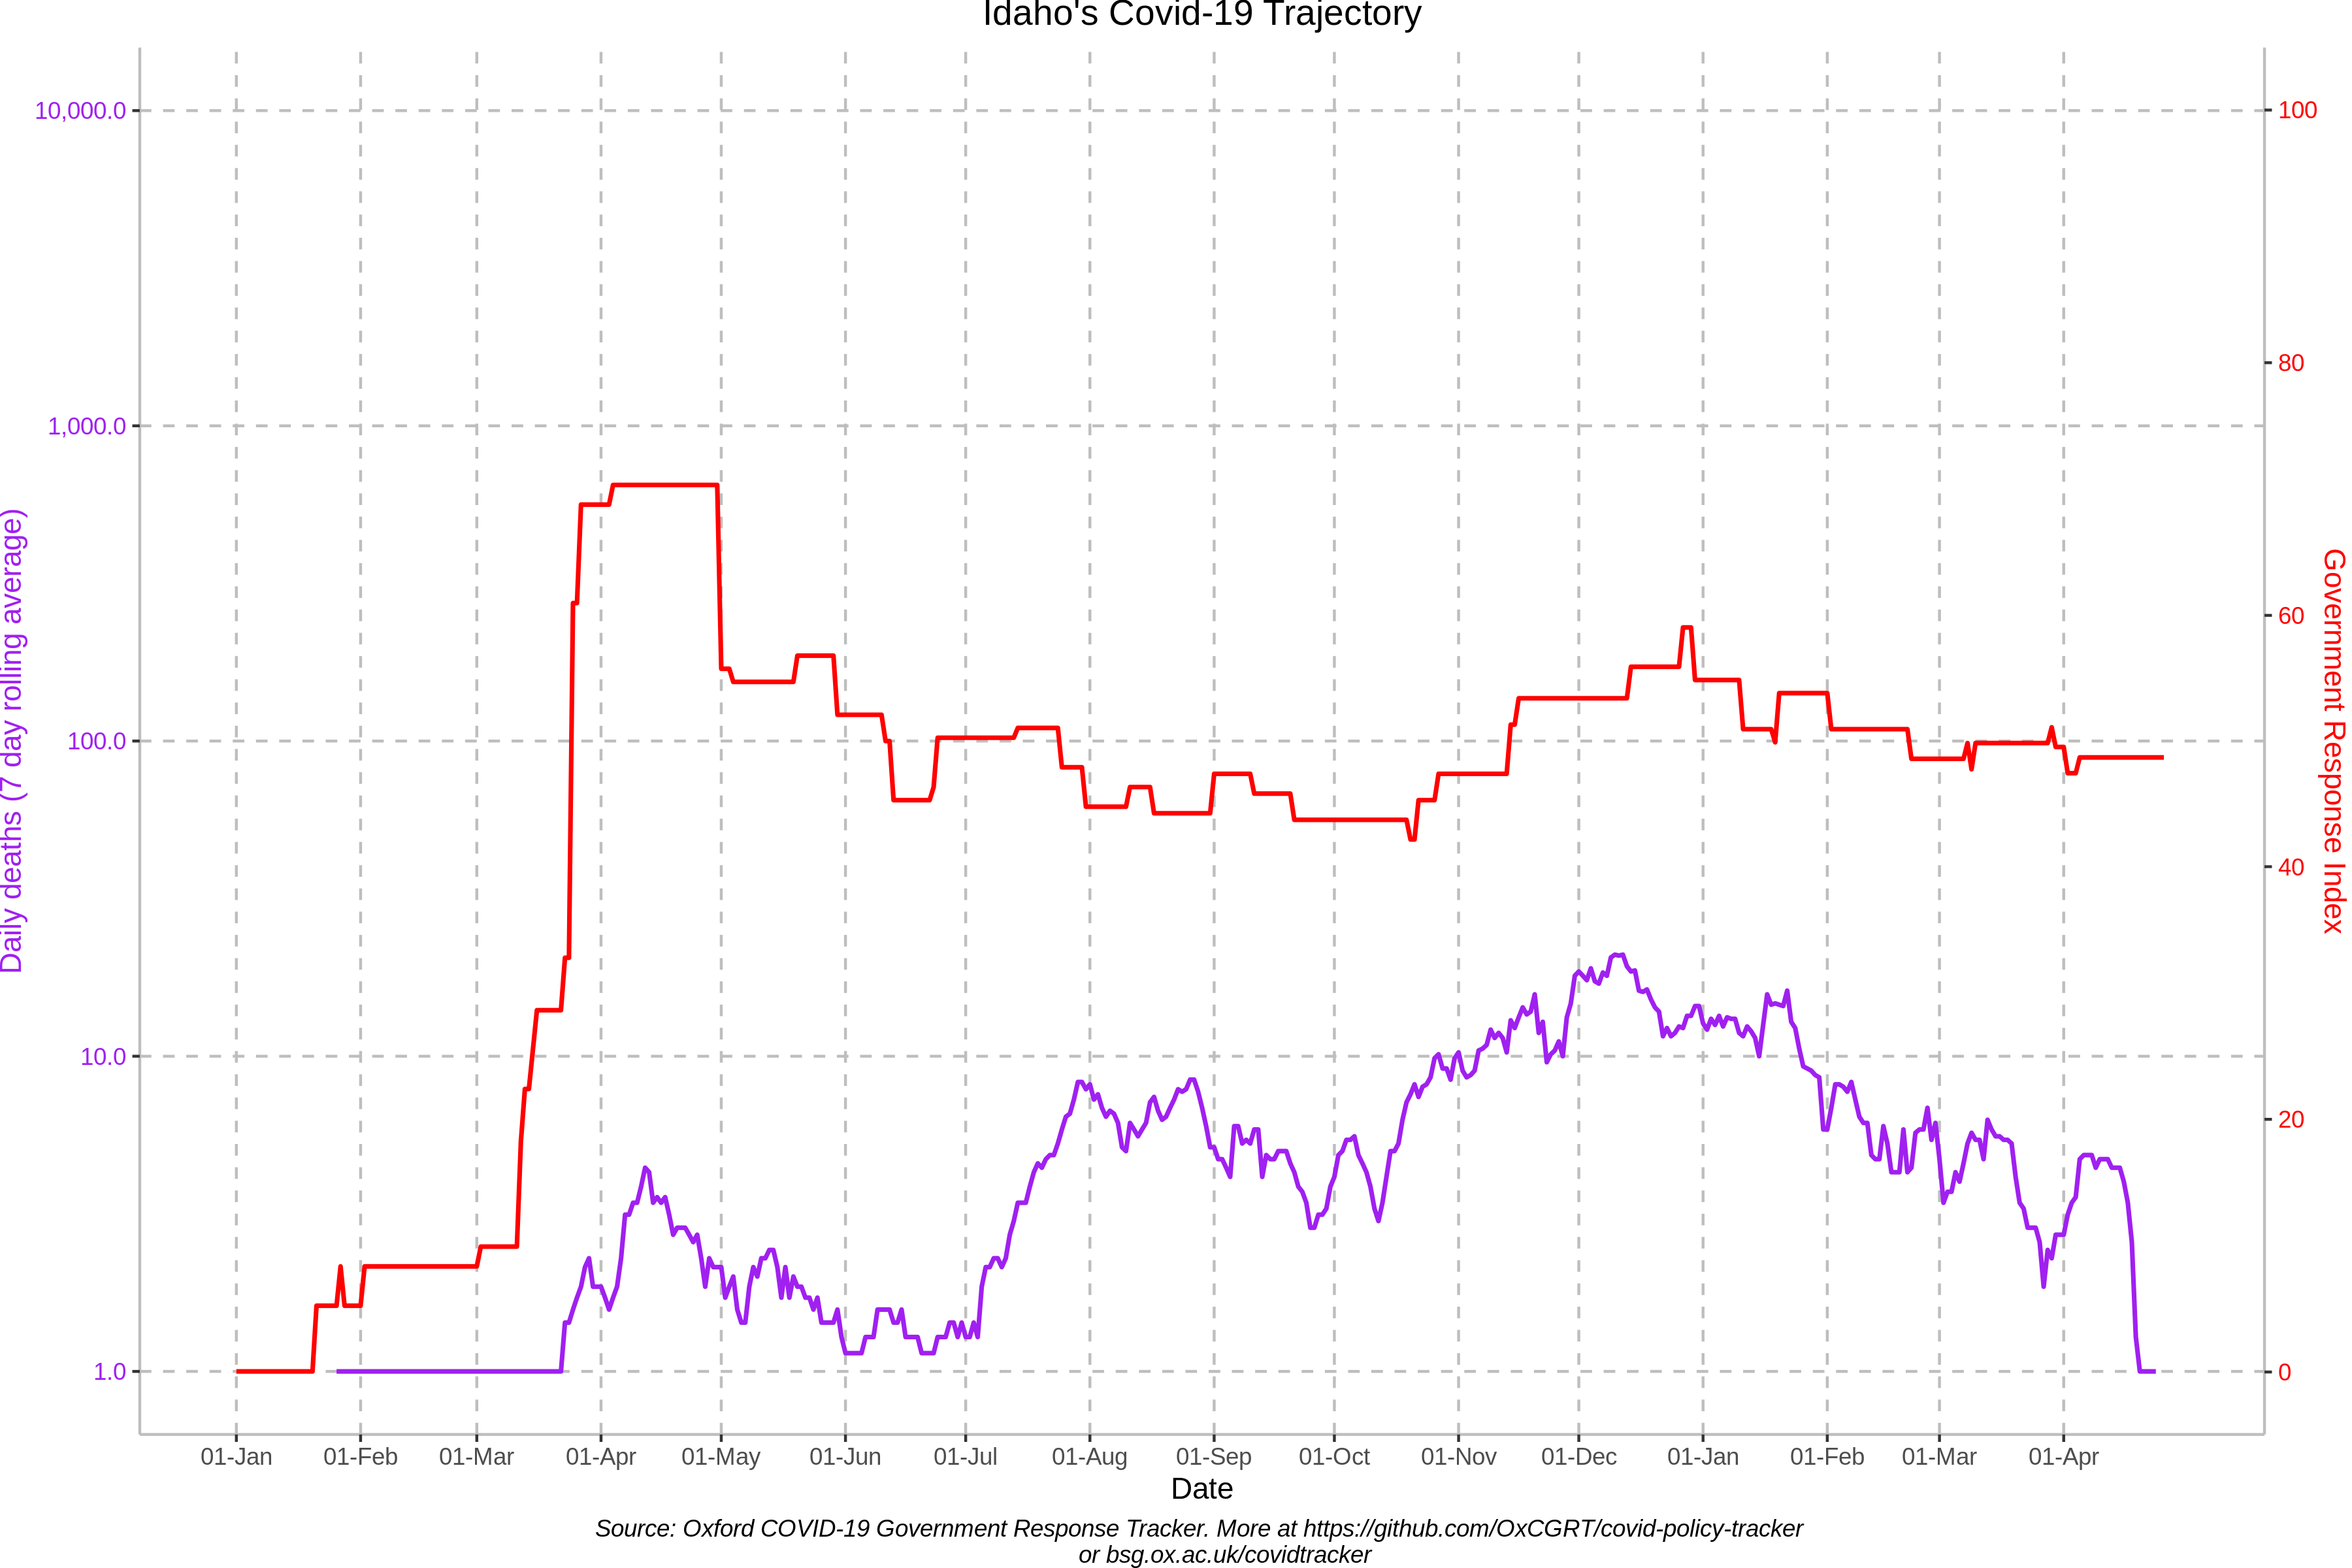 Idaho's Covid-19 Trajectory
10,000.0
1,000.0
100.0
10.0
1.0
Daily deaths (7 day rolling average)
100
80
60
40
20
0
Government Response Index
01-Jan 01-Feb 01-Mar 01-Apr 01-May 01-Jun 01-Jul 01-Aug 01-Sep 01-Oct 01-Nov 01-Dec 01-Jan 01-Feb 01-Mar 01-Apr
Date
Source: Oxford COVID-19 Government Response Tracker. More at https://github.com/OxCGRT/covid-policy-tracker
or bsg.ox.ac.uk/covidtracker